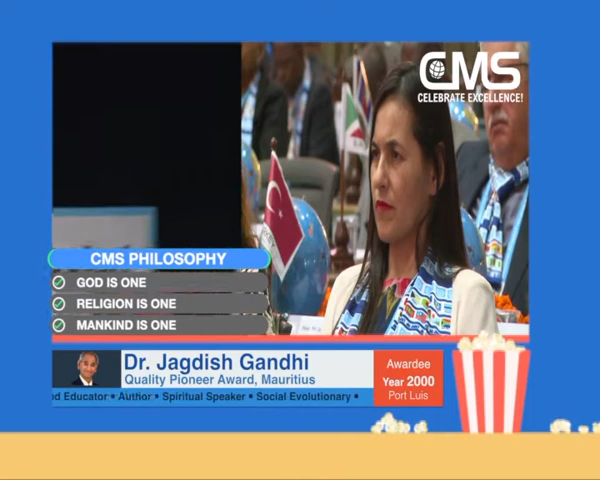 CMS
CELEBRATE EXCELLENCE!
CMS PHILOSOPHY
GOD IS ONE
RELIGION IS ONE
MANKIND IS ONE
Dr. Jagdish Gandhi
Quality Pioneer Award, Mauritius
d Educator • Author • Spiritual Speaker • Social Evolutionary •
Awardee
Year 2000
Port Luis